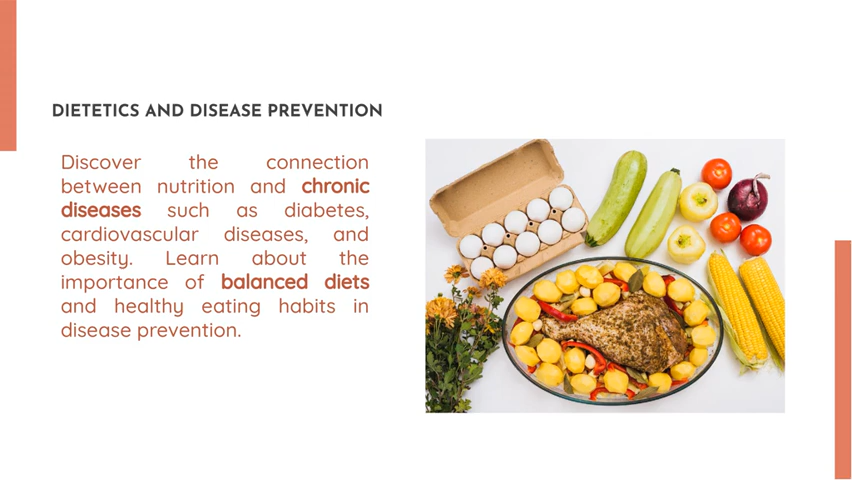 DIETETICS AND DISEASE PREVENTION
Discover the connection
between nutrition and chronic
diseases such as diabetes,
cardiovascular diseases, and
obesity. Learn about the
importance of balanced diets
and healthy eating habits in
disease prevention.